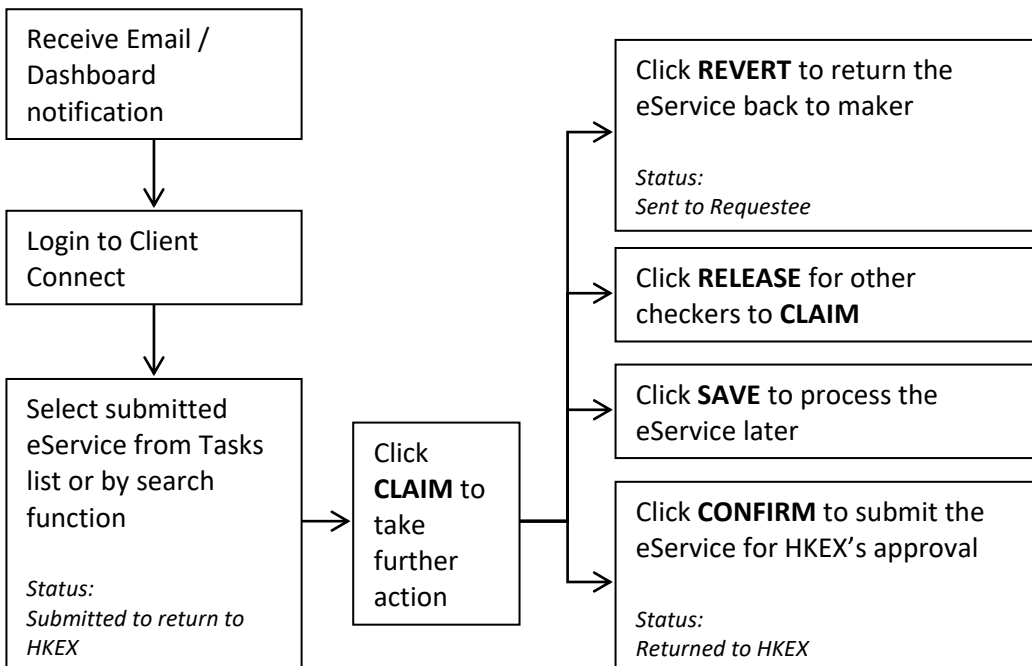 Receive Email /
Dashboard
notification
Login to Client
Connect
Select submitted
eService from Tasks
list or by search
function
Status:
Submitted to return to
HKEX
Click
CLAIM to
take
further
action
Click REVERT to return the
eService back to maker
Status:
Sent to Requestee
Click RELEASE for other
checkers to CLAIM
Click SAVE to process the
eService later
Click CONFIRM to submit the
eService for HKEX’s approval
Status:
Returned to HKEX